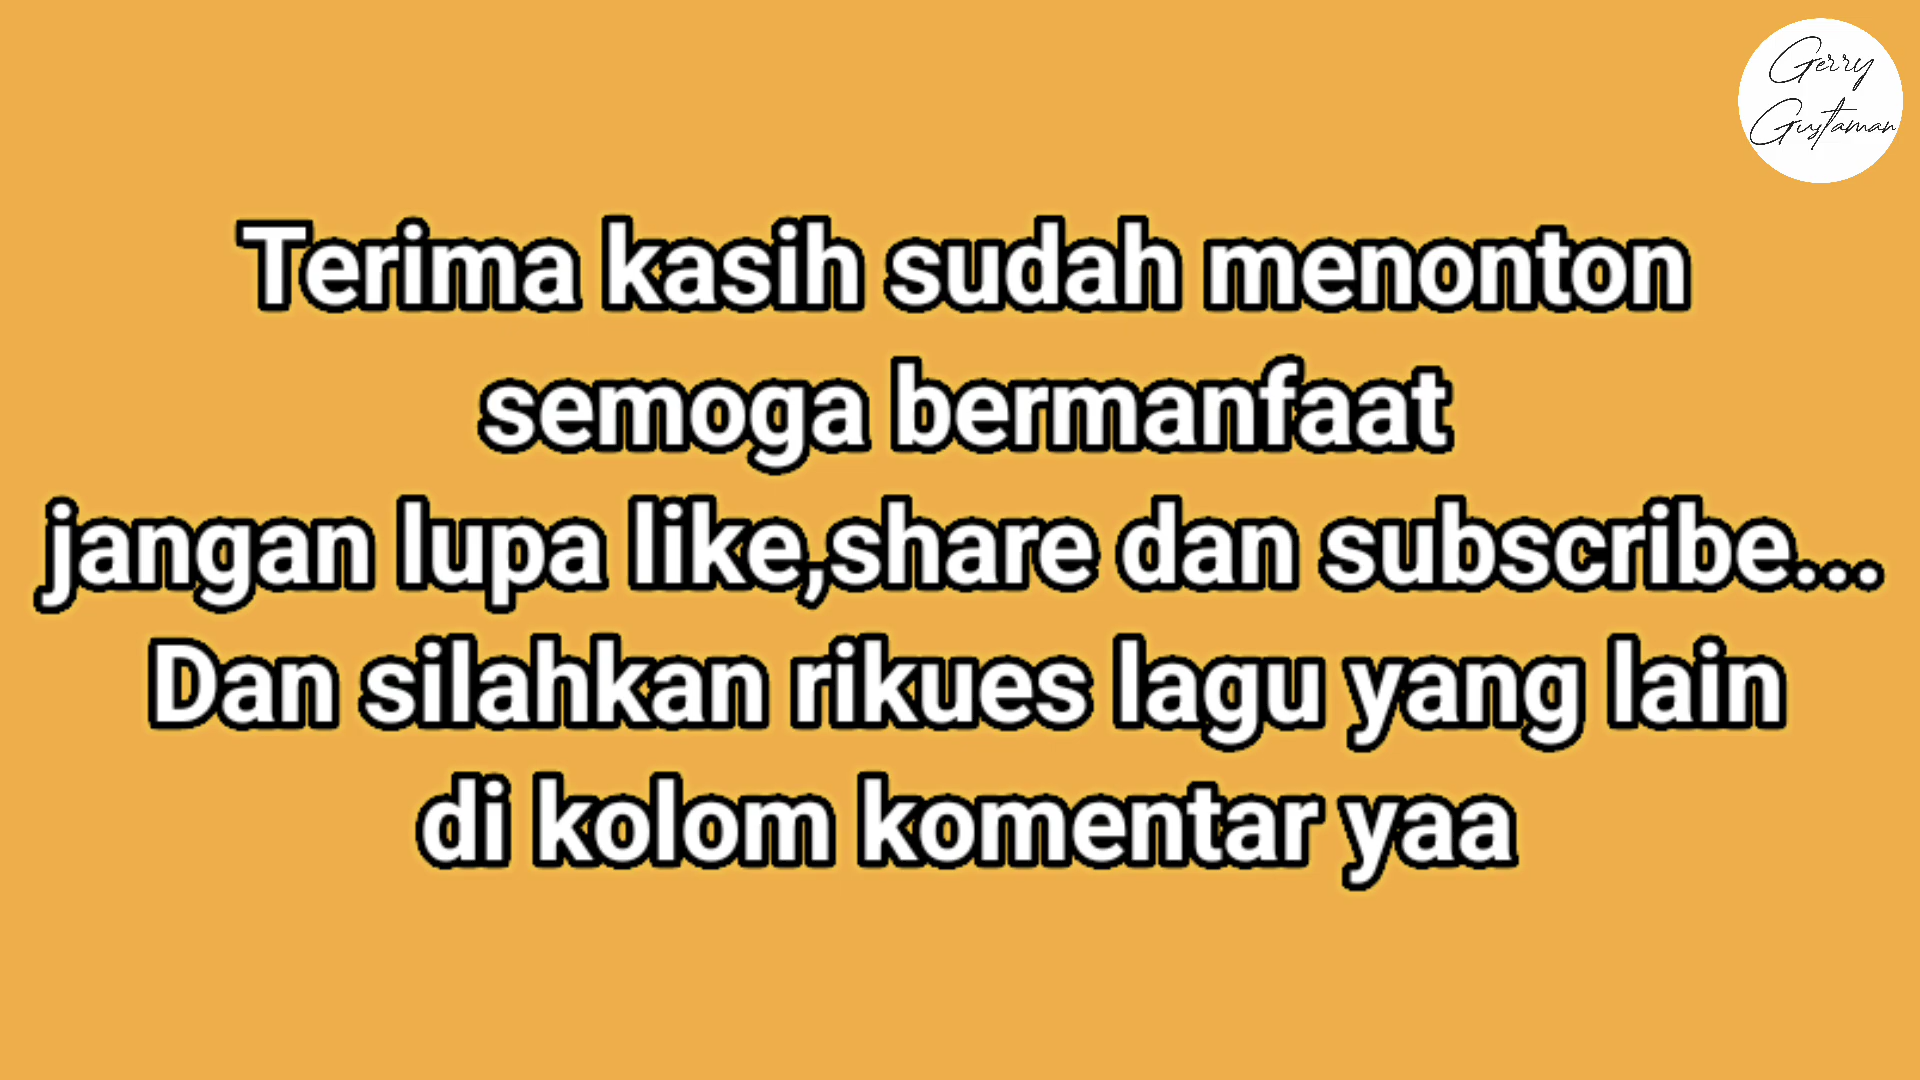 Gerry
Gustaman
Terima kasih sudah menonton
semoga bermanfaat
jangan lupa like,share dan subscribe...
Dan silahkan rikues lagu yang lain
di kolom komentar yaa